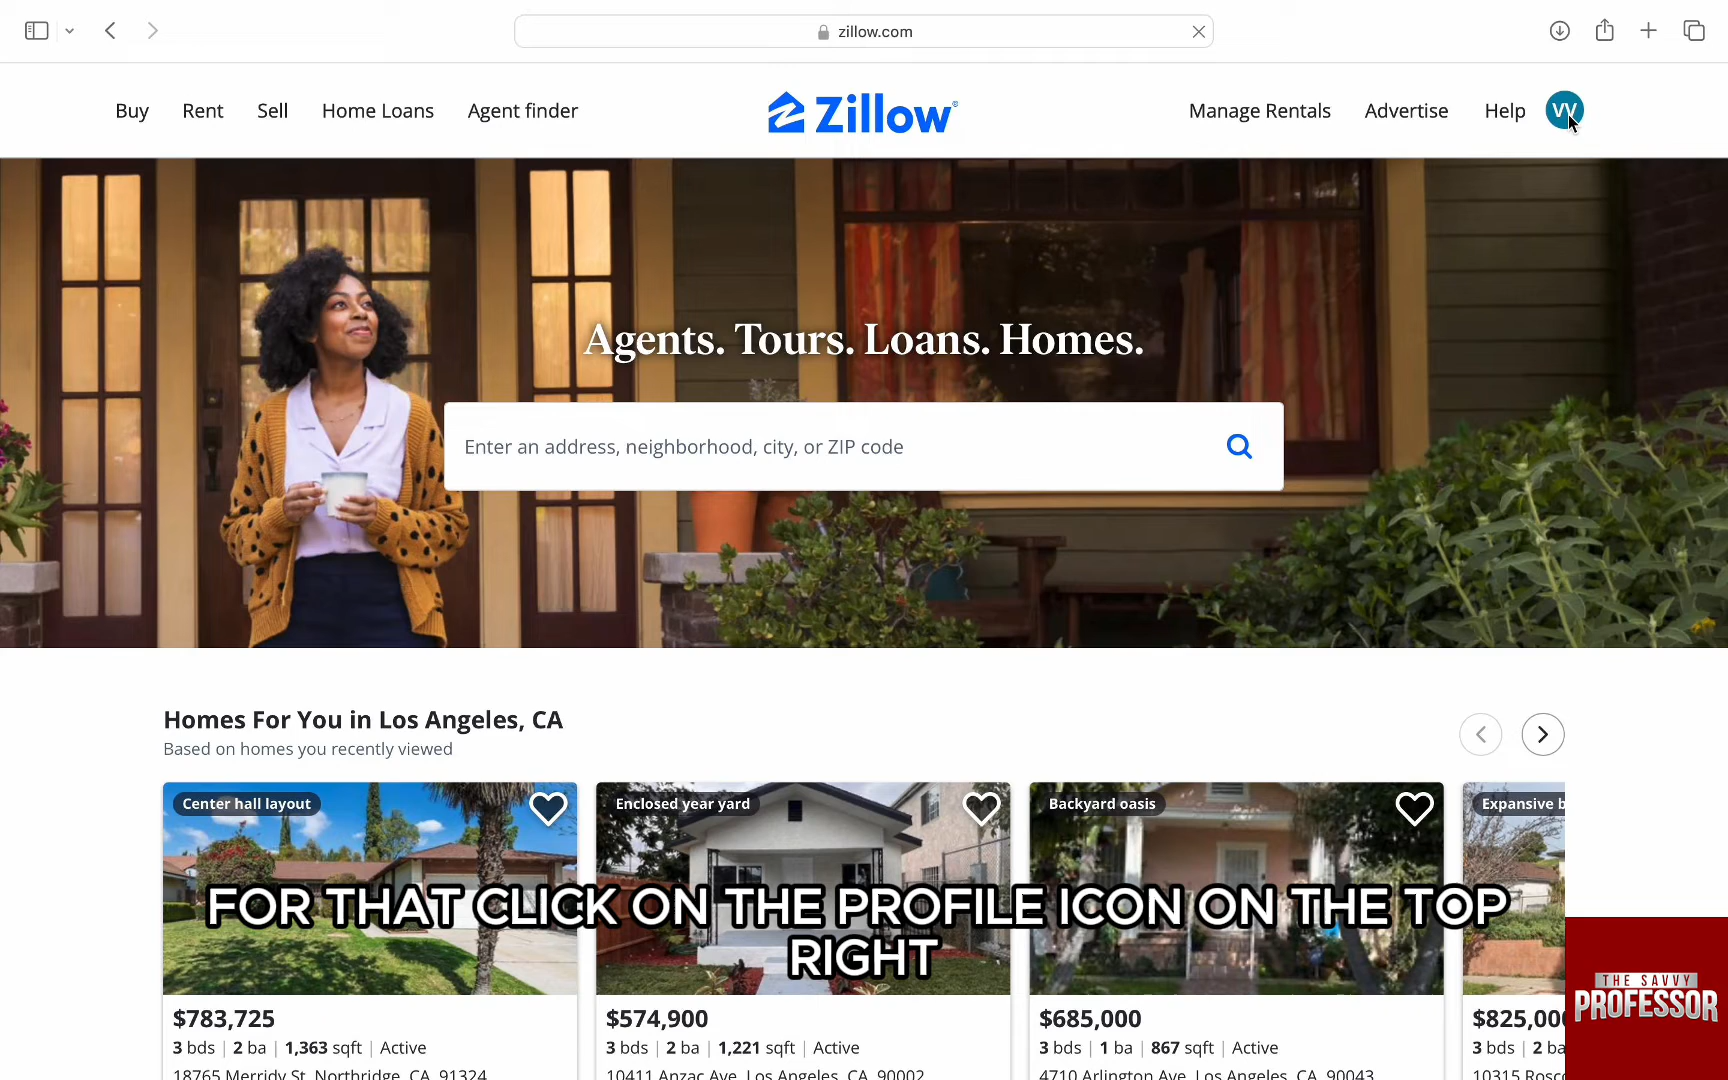 zillow.com
Buy Rent Sell Home Loans Agent finder Zillow Manage Rentals Advertise Help VV
Agents. Tours. Loans. Homes.
Enter an address, neighborhood, city, or ZIP code
Homes For You in Los Angeles, CA
Based on homes you recently viewed
Center hall layout Enclosed year yard Backyard oasis Expansive b
FOR THAT CLICK ON THE PROFILE ICON ON THE TOP
RIGHT
THE SAVVY
PROFESSOR
$783,725 $574,900 $685,000 $825,00
3 bds | 2 ba | 1,363 sqft | Active 3 bds | 2 ba | 1,221 sqft | Active 3 bds | 1 ba | 867 sqft | Active 3 bds | 2 ba
18765 Merridy St, Northridge, CA, 91324 10411 Anzac Ave, Los Angeles, CA, 90002 4710 Arlington Ave, Los Angeles, CA, 90043 10315 Rosco